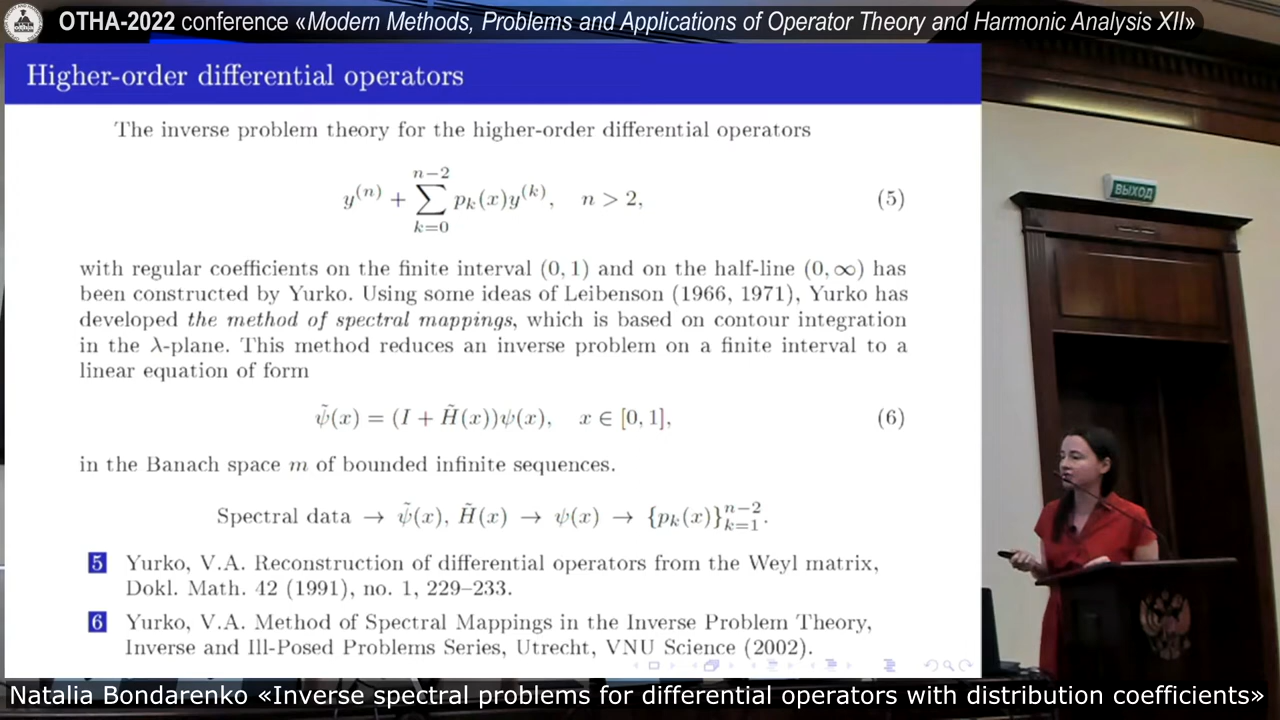 OTHA-2022 conference «Modern Methods, Problems and Applications of Operator Theory and Harmonic Analysis XII»
Higher-order differential operators
The inverse problem theory for the higher-order differential operators
y^{(n)} + \sum_{k=0}^{n-2} p_k(x)y^{(k)}, n > 2, (5)
with regular coefficients on the finite interval (0, 1) and on the half-line (0, ∞) has
been constructed by Yurko. Using some ideas of Leibenson (1966, 1971), Yurko has
developed the method of spectral mappings, which is based on contour integration
in the λ-plane. This method reduces an inverse problem on a finite interval to a
linear equation of form
ψ̃(x) = (I + H̃(x))ψ(x), x ∈ [0, 1], (6)
in the Banach space m of bounded infinite sequences.
Spectral data → ψ̃(x), H̃(x) → ψ(x) → {p_k(x)}_{k=1}^{n-2}.
5 Yurko, V.A. Reconstruction of differential operators from the Weyl matrix,
Dokl. Math. 42 (1991), no. 1, 229–233.
6 Yurko, V.A. Method of Spectral Mappings in the Inverse Problem Theory,
Inverse and Ill-Posed Problems Series, Utrecht, VNU Science (2002).
ВЫХОД
Natalia Bondarenko «Inverse spectral problems for differential operators with distribution coefficients»